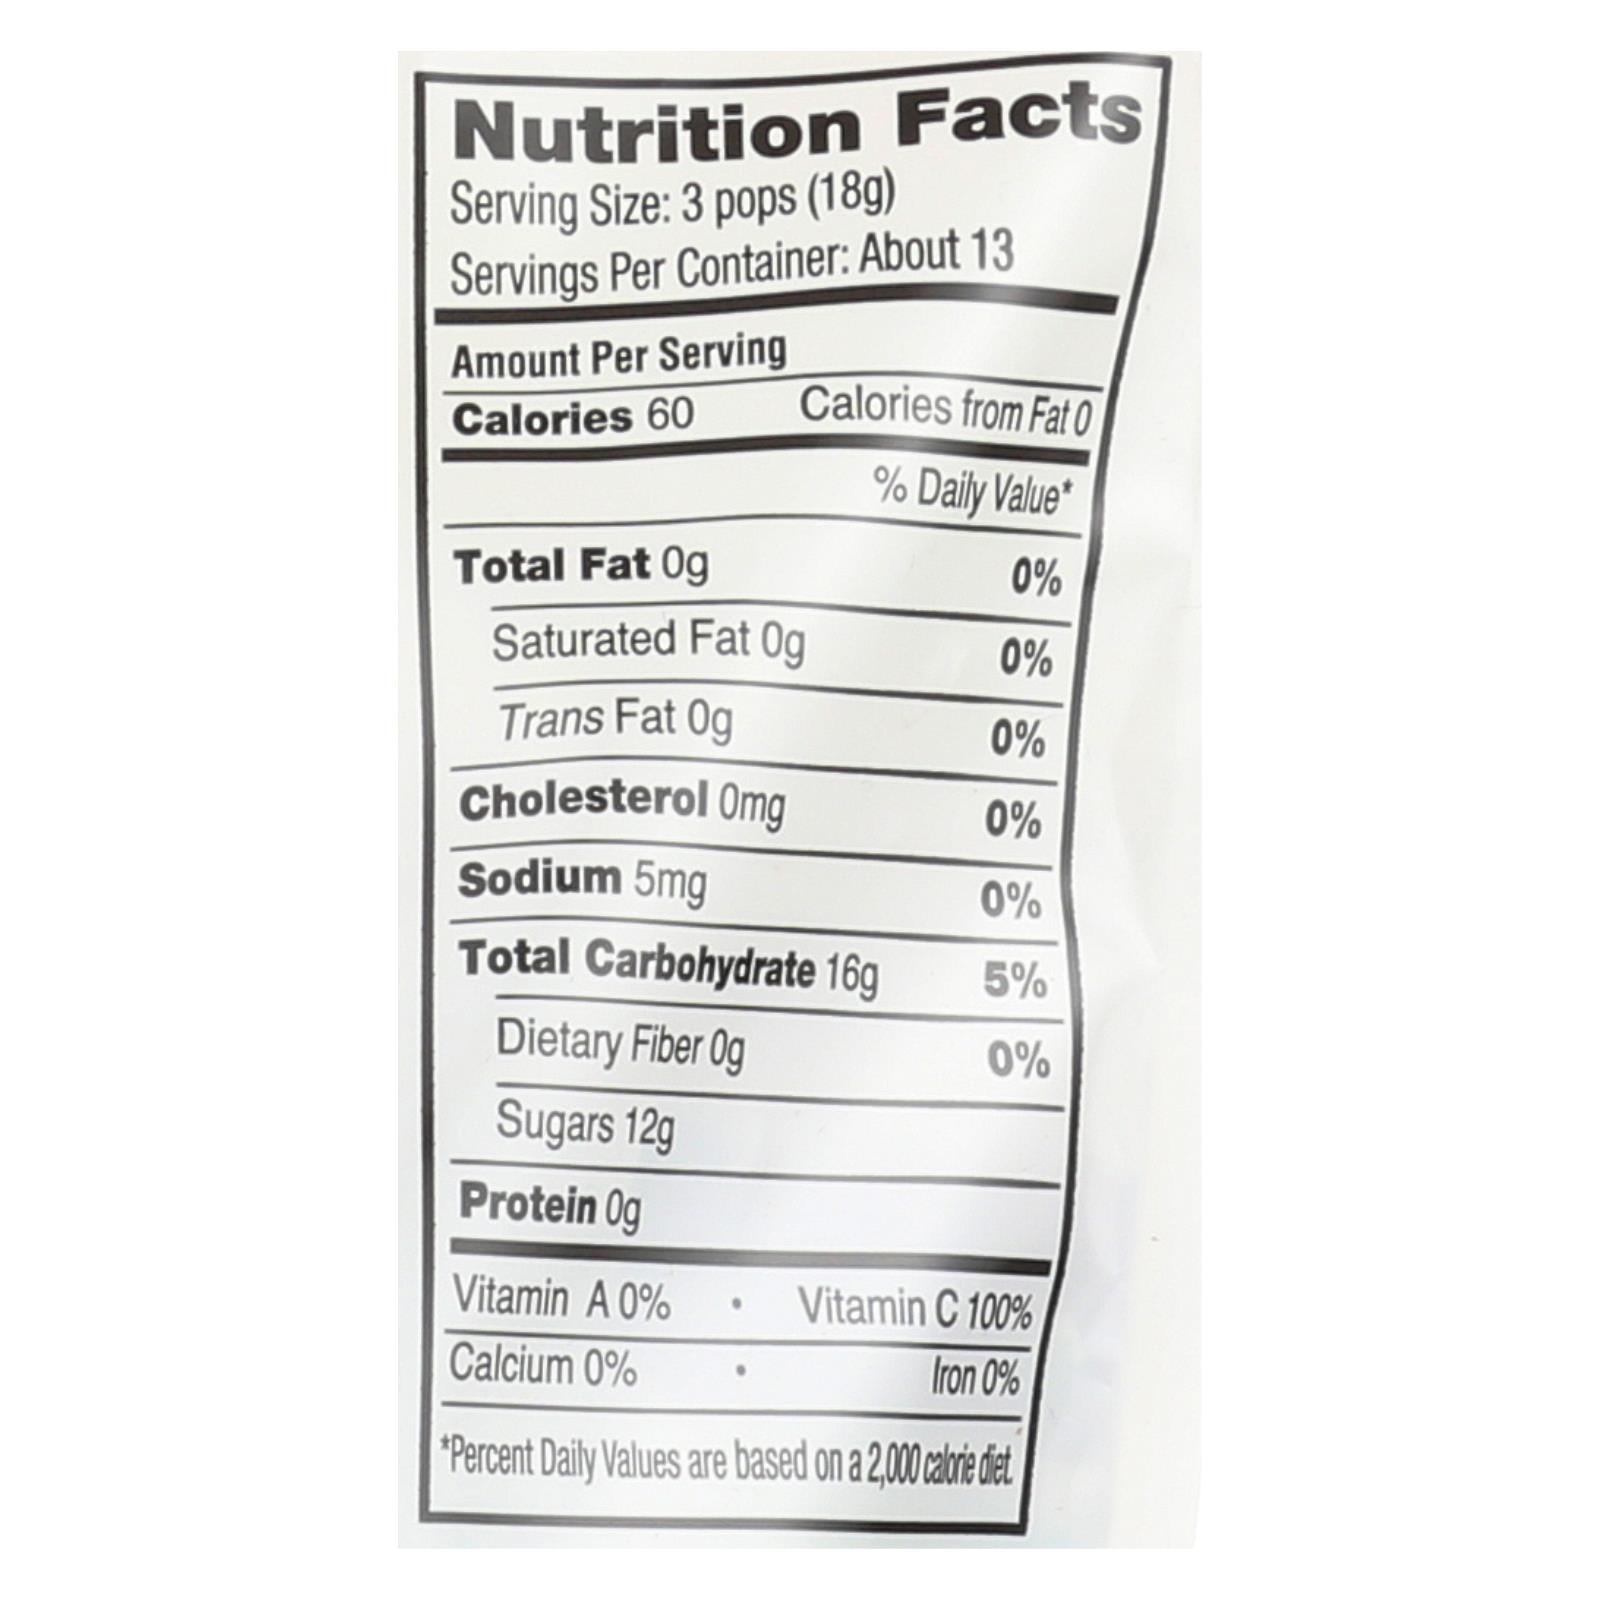 Nutrition Facts
Serving Size: 3 pops (18g)
Servings Per Container: About 13
Amount Per Serving
Calories 60 Calories from Fat 0
% Daily Value*
Total Fat 0g 0%
Saturated Fat 0g 0%
Trans Fat 0g 0%
Cholesterol 0mg 0%
Sodium 5mg 0%
Total Carbohydrate 16g 5%
Dietary Fiber 0g 0%
Sugars 12g
Protein 0g
Vitamin A 0% • Vitamin C 100%
Calcium 0% • Iron 0%
*Percent Daily Values are based on a 2,000 calorie diet.